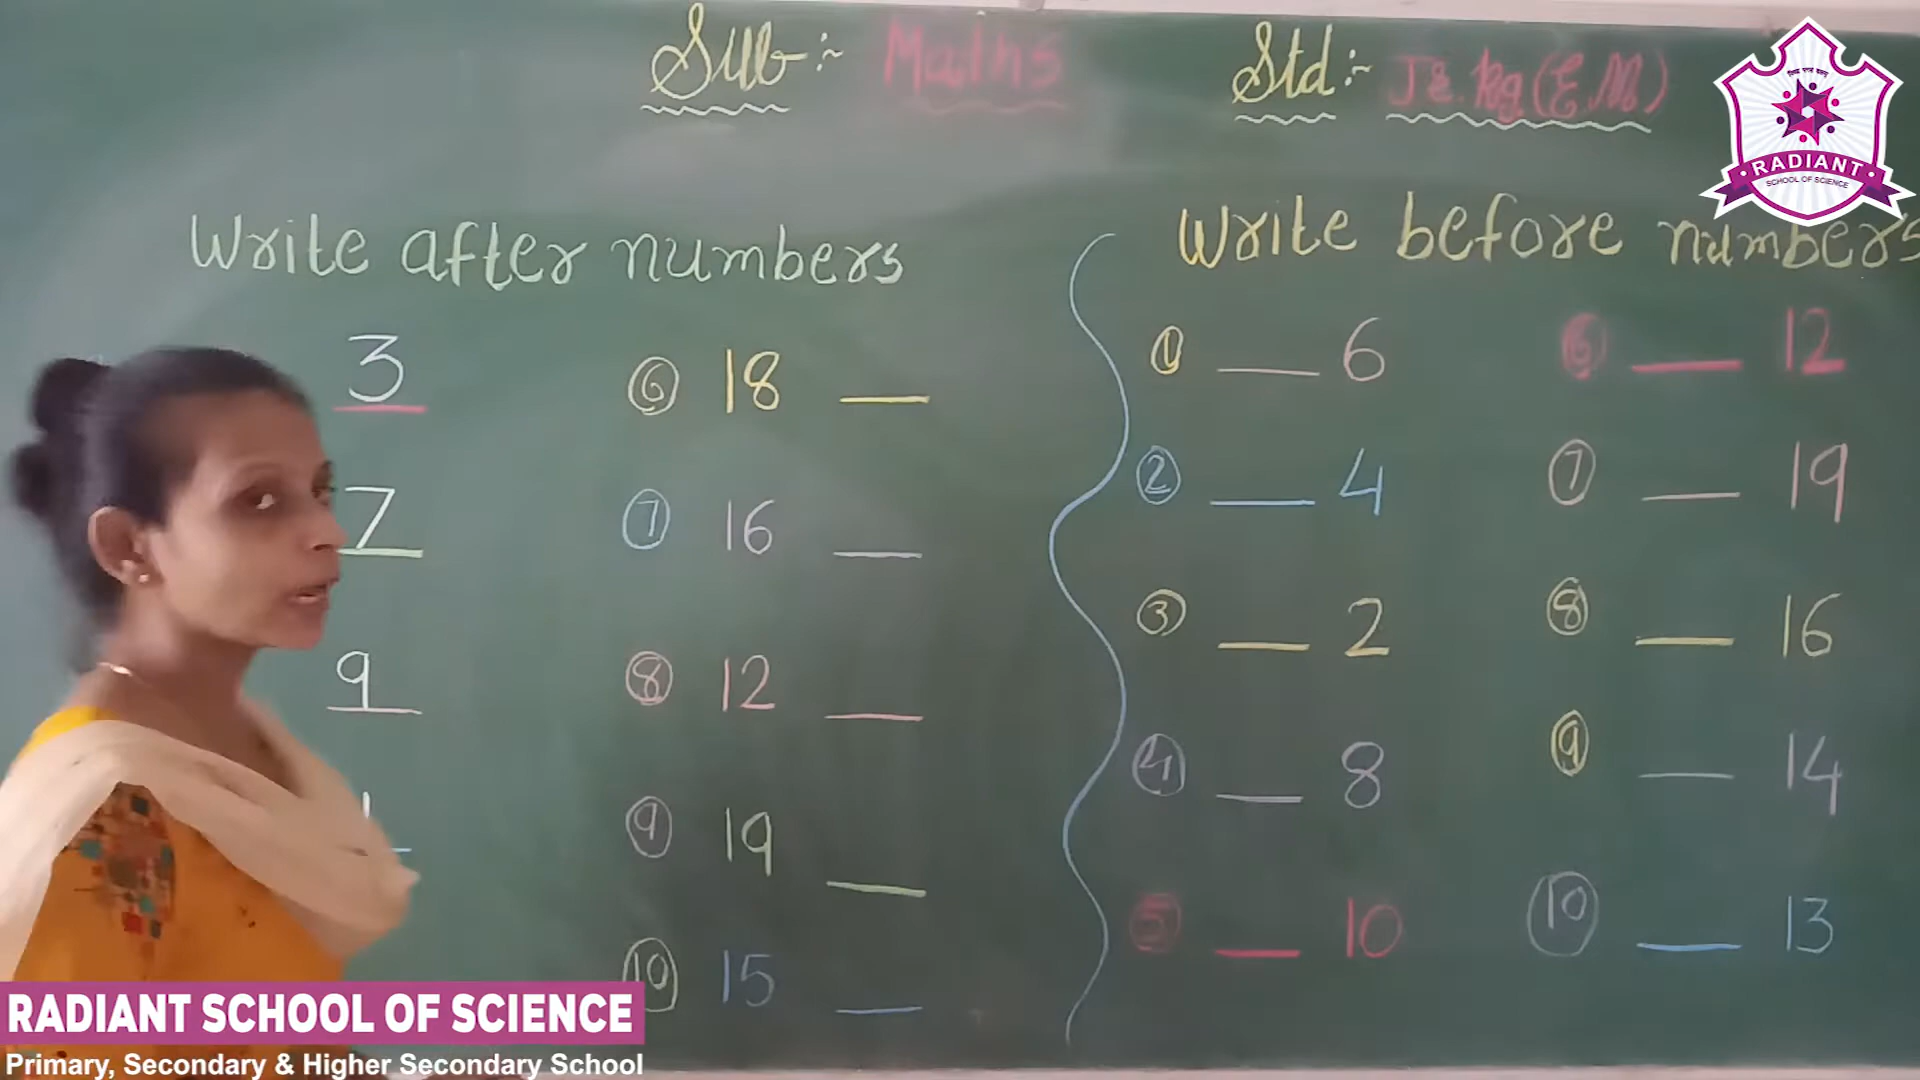 Sub :- Maths
Std :- Jr. kg (E.M)
RADIANT
SCHOOL OF SCIENCE
Write after numbers
3
7
9
⑥ 18 __
⑦ 16 __
⑧ 12 __
⑨ 19 __
⑩ 15 __
Write before numbers
① __ 6
② __ 4
③ __ 2
④ __ 8
⑤ __ 10
⑥ __ 12
⑦ __ 19
⑧ __ 16
⑨ __ 14
⑩ __ 13
RADIANT SCHOOL OF SCIENCE
Primary, Secondary & Higher Secondary School